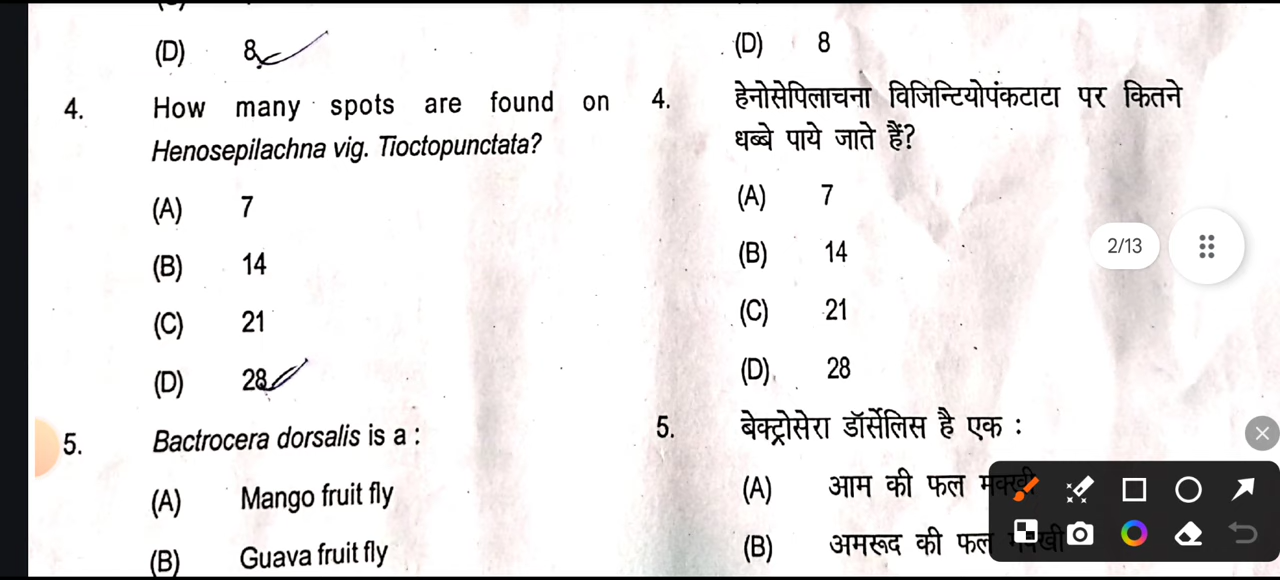 (D) 8
4. How many spots are found on
Henosepilachna vig. Tioctopunctata?
(A) 7
(B) 14
(C) 21
(D) 28
5. Bactrocera dorsalis is a :
(A) Mango fruit fly
(B) Guava fruit fly
(D) 8
4. हेनोसेपिलाचना विजिन्टियोपंकटाटा पर कितने
धब्बे पाये जाते हैं?
(A) 7
(B) 14
(C) 21
(D) 28
5. बेक्ट्रोसेरा डॉर्सेलिस है एक :
(A) आम की फल मक्खी
(B) अमरूद की फल
2/13